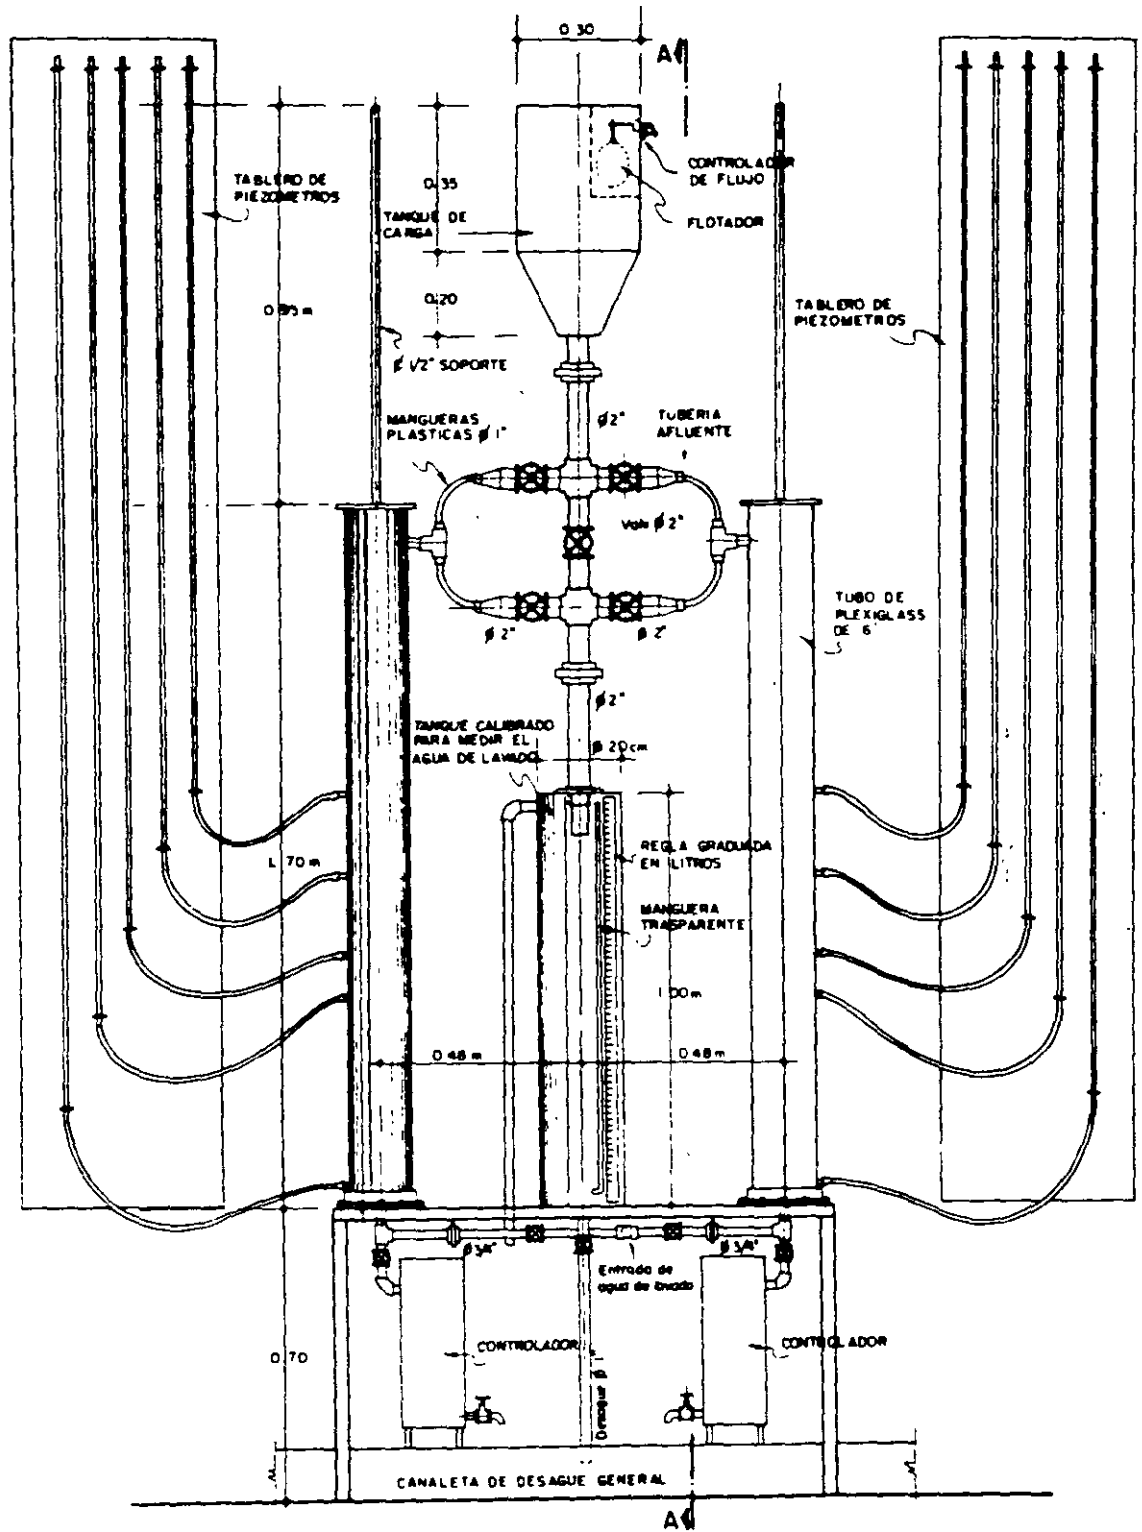 0.30
A
CONTROLADOR
DE FLUJO
FLOTADOR
TABLERO DE
PIEZOMETROS
0.35
TANQUE DE
CARGA
0.20
TABLERO DE
PIEZOMETROS
Ø 1/2" SOPORTE
MANGUERAS
PLASTICAS Ø 1"
Ø 2"
TUBERIA
AFLUENTE
Valv Ø 2"
Ø 2"
Ø 2"
TUBO DE
PLEXIGLASS
DE 6
Ø 2"
TANQUE CALIBRADO
PARA MEDIR EL
AGUA DE LAVADO
Ø 20 cm
REGLA GRADUADA
EN LITROS
1.70 m
MANGUERA
TRASPARENTE
1.00 m
0.48 m
0.48 m
Ø 3/4"
Ø 3/4"
Entrada de
agua de lavado
CONTROLADOR
CONTROLADOR
0.70
Desague Ø 1"
CANALETA DE DESAGUE GENERAL
A